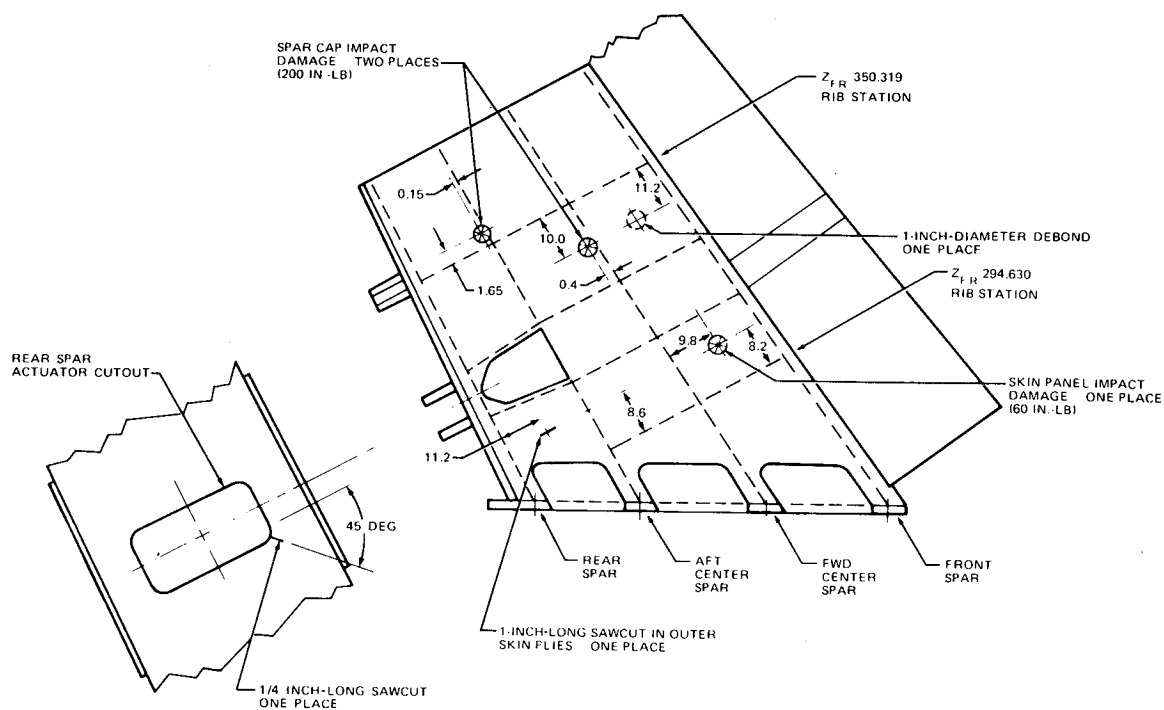 SPAR CAP IMPACT
DAMAGE TWO PLACES
(200 IN-LB)
Z FR 350.319
RIB STATION
0.15
11.2
10.0
1-INCH-DIAMETER DEBOND
ONE PLACE
1.65
0.4
Z FR 294.630
RIB STATION
REAR SPAR
ACTUATOR CUTOUT
9.8
8.2
SKIN PANEL IMPACT
DAMAGE ONE PLACE
(60 IN.-LB)
8.6
11.2
45 DEG
REAR
SPAR
AFT
CENTER
SPAR
FWD
CENTER
SPAR
FRONT
SPAR
1-INCH-LONG SAWCUT IN OUTER
SKIN FLIES ONE PLACE
1/4 INCH-LONG SAWCUT
ONE PLACE